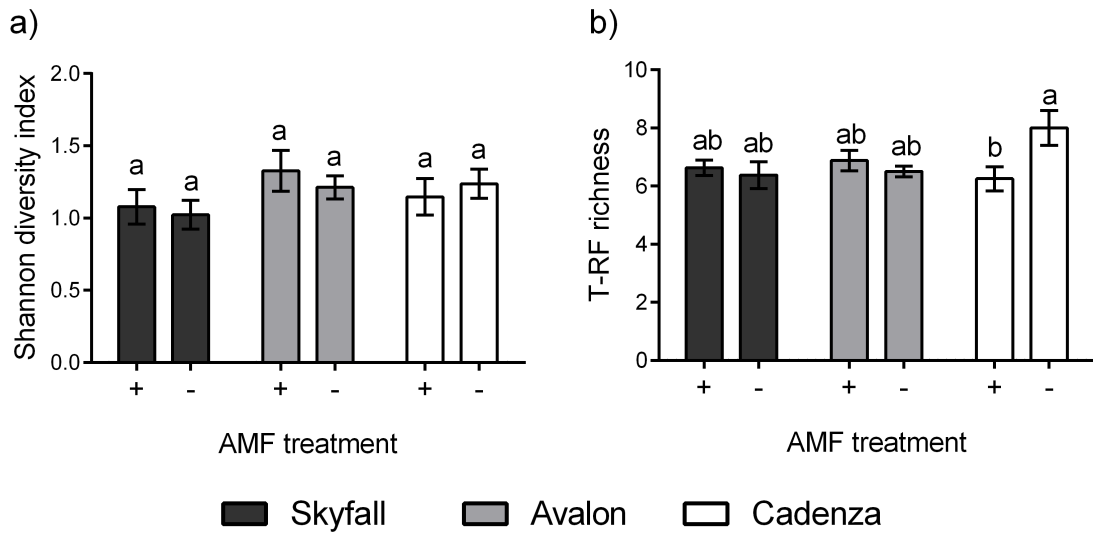 a)
Shannon diversity index
2.0
1.5
1.0
0.5
0.0
a a a a a a
+ - + - + -
AMF treatment
b)
T-RF richness
10
8
6
4
2
0
ab ab ab ab b a
+ - + - + -
AMF treatment
Skyfall Avalon Cadenza